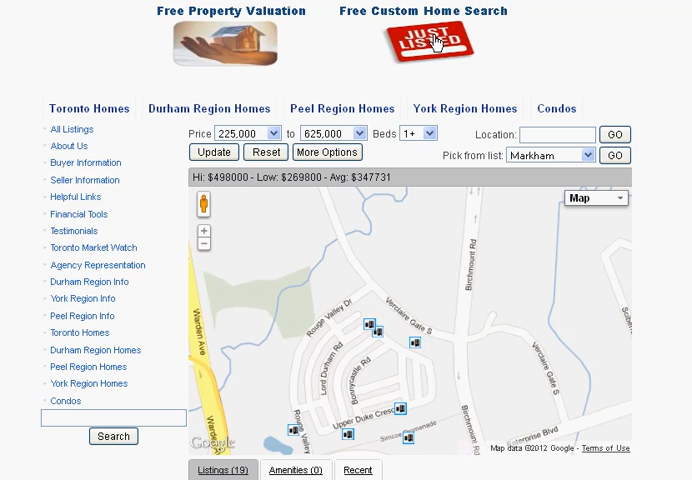 Free Property Valuation
Free Custom Home Search
JUST
LISTED
Toronto Homes
Durham Region Homes
Peel Region Homes
York Region Homes
Condos
All Listings
About Us
Buyer Information
Seller Information
Helpful Links
Financial Tools
Testimonials
Toronto Market Watch
Agency Representation
Durham Region Info
York Region Info
Peel Region Info
Toronto Homes
Durham Region Homes
Peel Region Homes
York Region Homes
Condos
Search
Price 225,000 to 625,000 Beds 1+
Location: GO
Update Reset More Options
Pick from list: Markham GO
Hi: $498000 - Low: $269800 - Avg: $347731
Map
Birchmount Rd
Rouge Valley Dr
Verclaire Gate S
Warden Ave
Birchmount Rd
Lord Durham Rd
Bonnycastle Rd
Verclaire Gate
Upper Duke Cresc
Rouge Valley
Simcoe Promenade
Enterprise Blvd
Google
Map data ©2012 Google - Terms of Use
Listings (19)
Amenities (0)
Recent